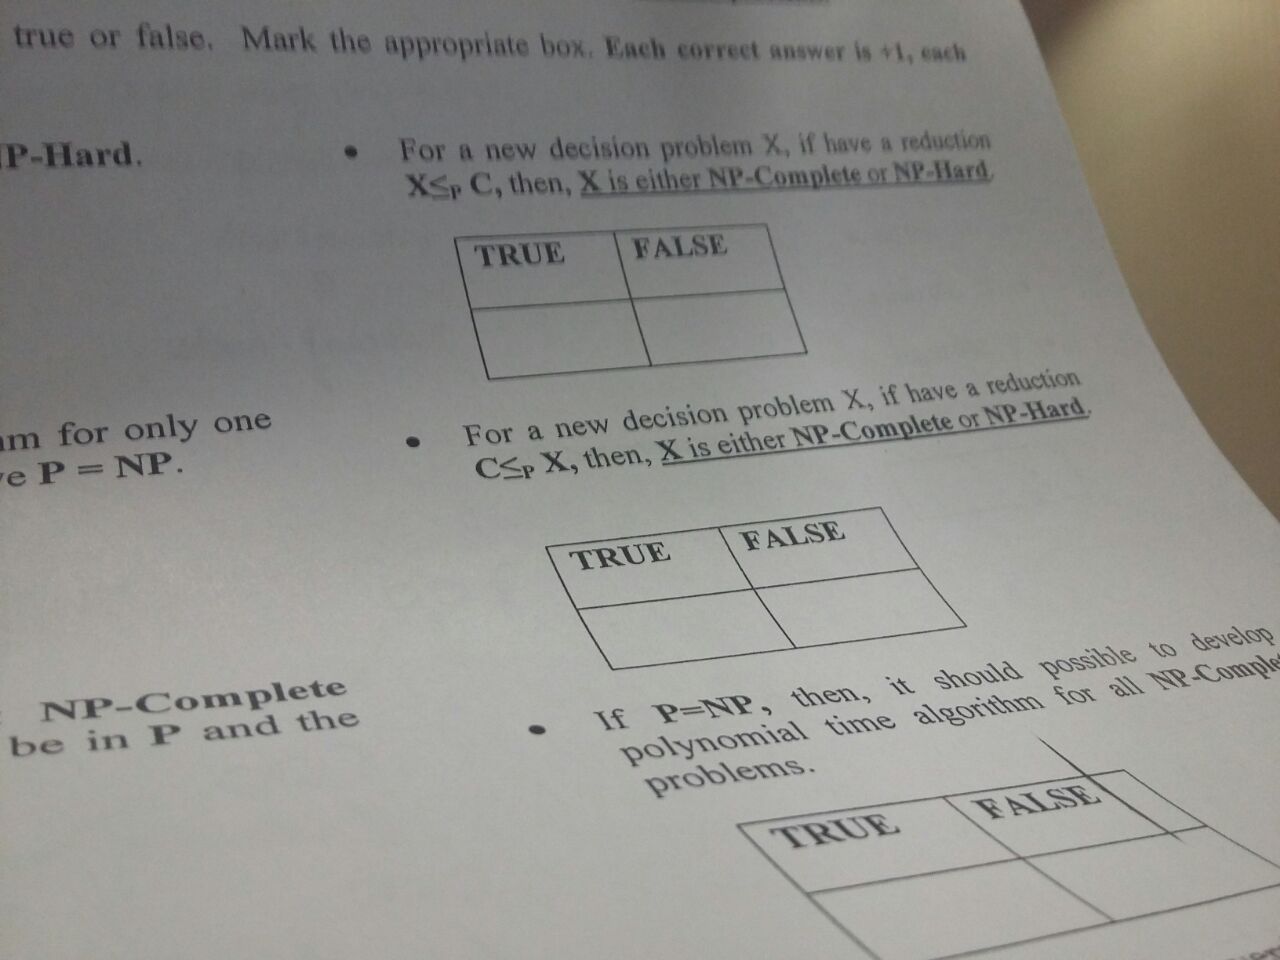 true or false. Mark the appropriate box. Each correct answer is +1, each
P-Hard.
• For a new decision problem X, if have a reduction
X≤P C, then, X is either NP-Complete or NP-Hard.
TRUE FALSE
for only one
P = NP.
• For a new decision problem X, if have a reduction
C≤P X, then, X is either NP-Complete or NP-Hard.
TRUE FALSE
NP-Complete
be in P and the
• If P=NP, then, it should possible to develop
polynomial time algorithm for all NP-Comple
problems.
TRUE FALSE